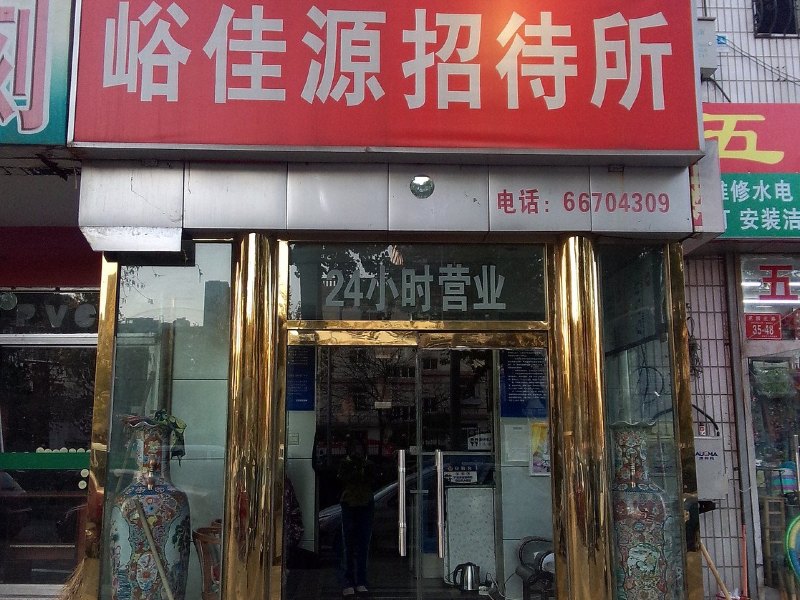 峪佳源招待所
电话：66704309
24小时营业
五
维修水电
安装洁
五
35-48